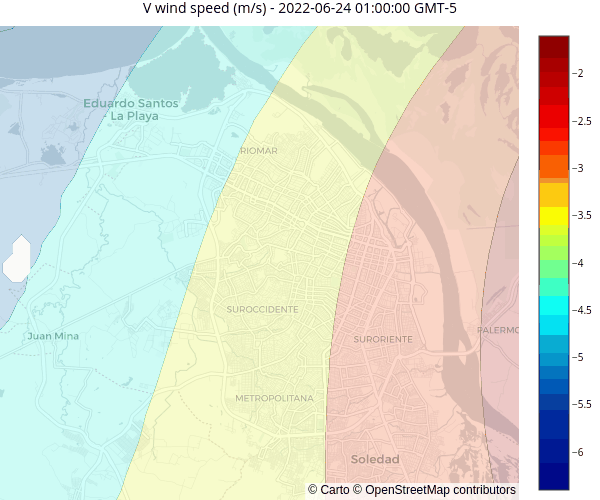 V wind speed (m/s) - 2022-06-24 01:00:00 GMT-5
Eduardo Santos
- La Playa
RIOMAR
SUROCCIDENTE
Juan Mina
SURORIENTE
PALERMO
METROPOLITANA
Soledad
© Carto © OpenStreetMap contributors
−2
−2.5
−3
−3.5
−4
−4.5
−5
−5.5
−6